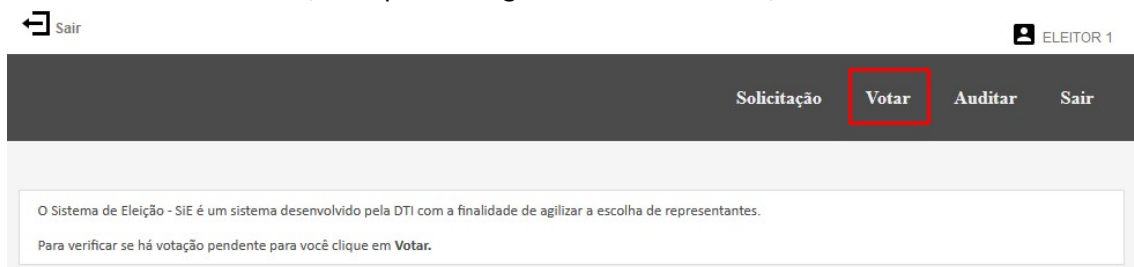 Sair
ELEITOR 1
Solicitação Votar Auditar Sair
O Sistema de Eleição - SiE é um sistema desenvolvido pela DTI com a finalidade de agilizar a escolha de representantes.
Para verificar se há votação pendente para você clique em Votar.